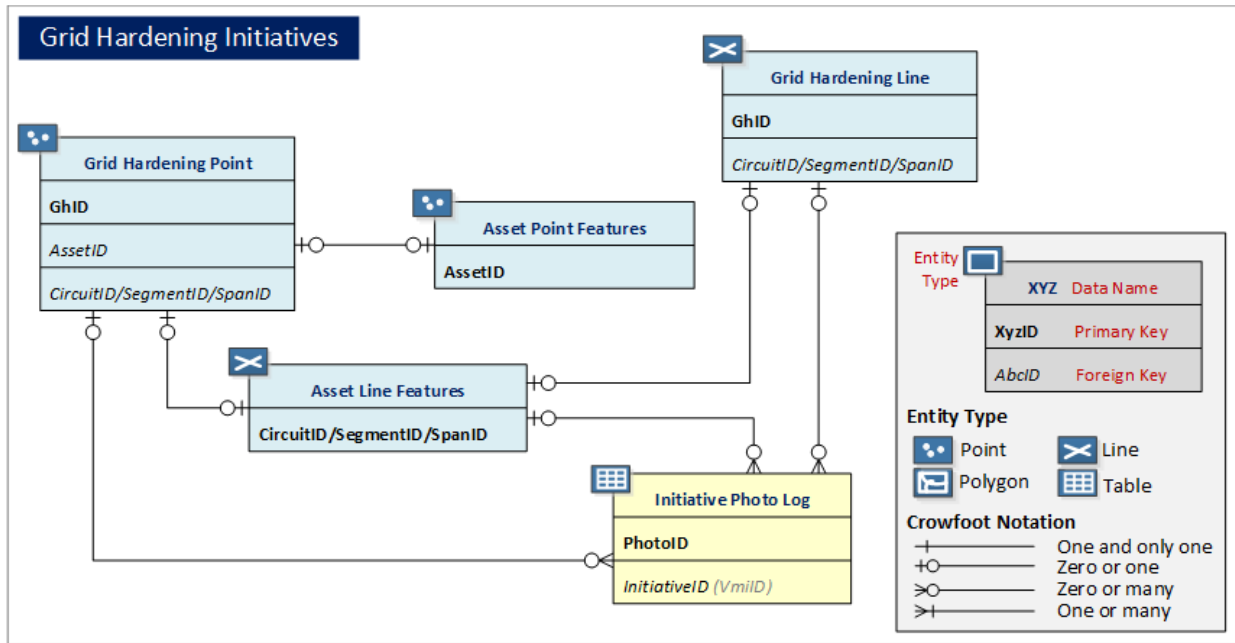 Grid Hardening Initiatives
Grid Hardening Line
GhID
CircuitID/SegmentID/SpanID
Grid Hardening Point
GhID
AssetID
CircuitID/SegmentID/SpanID
Asset Point Features
AssetID
Asset Line Features
CircuitID/SegmentID/SpanID
Initiative Photo Log
PhotoID
InitiativeID (VmiID)
Entity
Type
XYZ Data Name
XyzID Primary Key
AbcID Foreign Key
Entity Type
Point
Line
Polygon
Table
Crowfoot Notation
One and only one
Zero or one
Zero or many
One or many